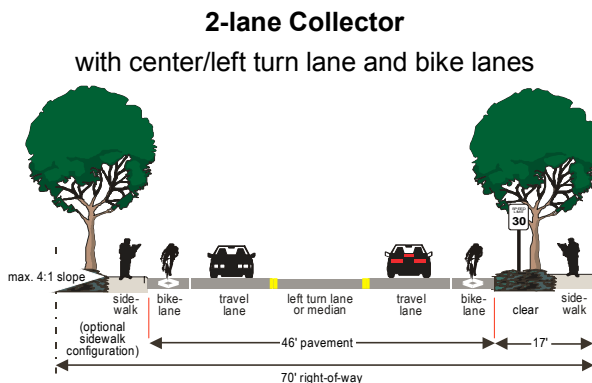 2-lane Collector
with center/left turn lane and bike lanes
SPEED
LIMIT
30
max. 4:1 slope
side-
walk
bike-
lane
travel
lane
left turn lane
or median
travel
lane
bike-
lane
clear
side-
walk
(optional
sidewalk
configuration)
46' pavement
17'
70' right-of-way